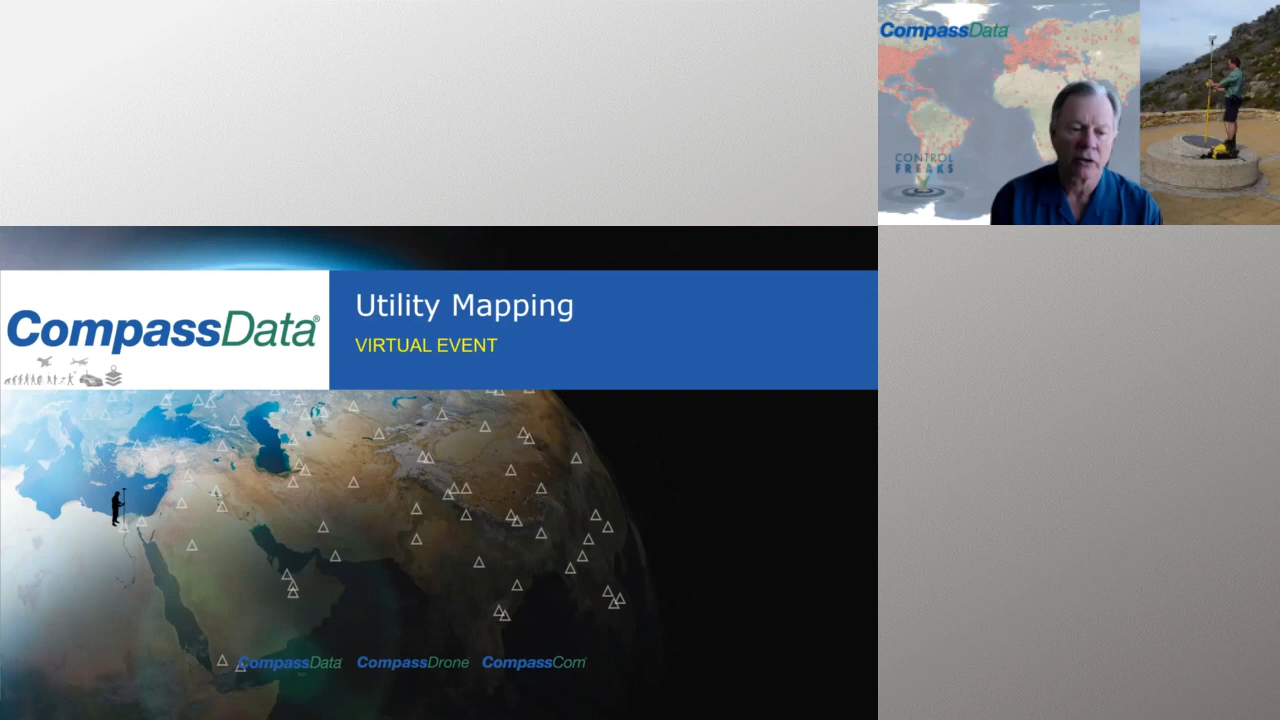 CompassData
CONTROL
FREAKS
CompassData®
Utility Mapping
VIRTUAL EVENT
CompassData CompassDrone CompassCom